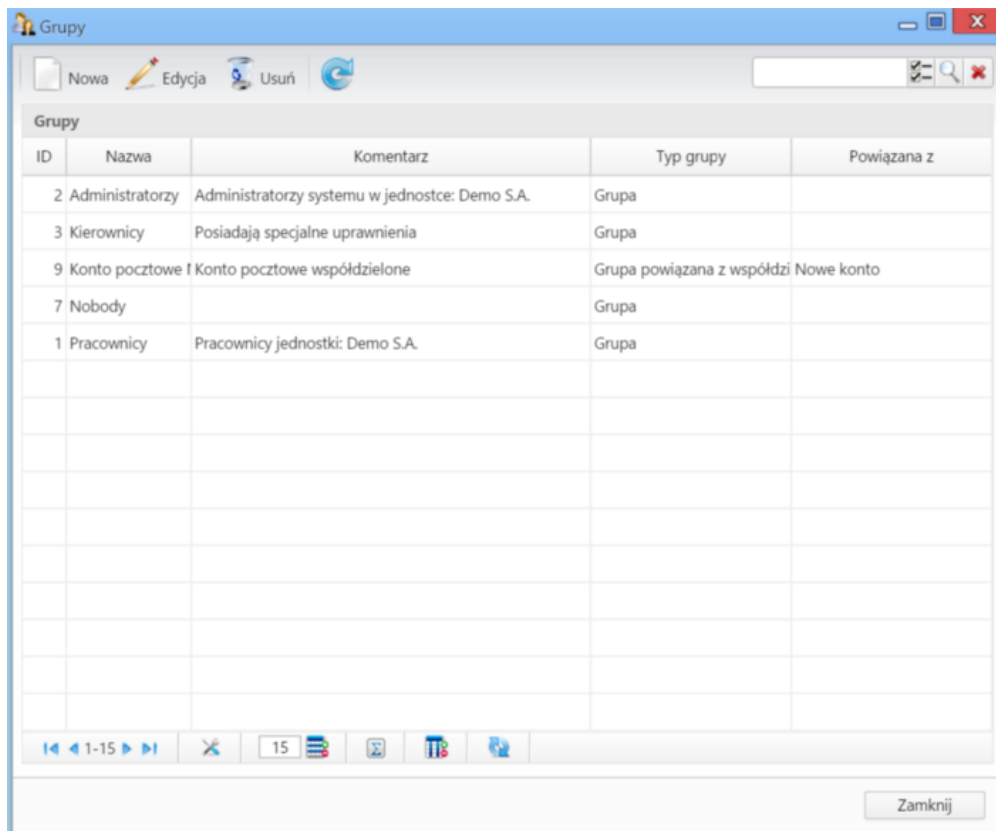 Grupy
Nowa Edycja Usuń
Grupy
ID Nazwa Komentarz Typ grupy Powiązana z
2 Administratorzy Administratorzy systemu w jednostce: Demo S.A. Grupa
3 Kierownicy Posiadają specjalne uprawnienia Grupa
9 Konto pocztowe Konto pocztowe współdzielone Grupa powiązana z współdzi Nowe konto
7 Nobody Grupa
1 Pracownicy Pracownicy jednostki: Demo S.A. Grupa
1-15 15
Zamknij